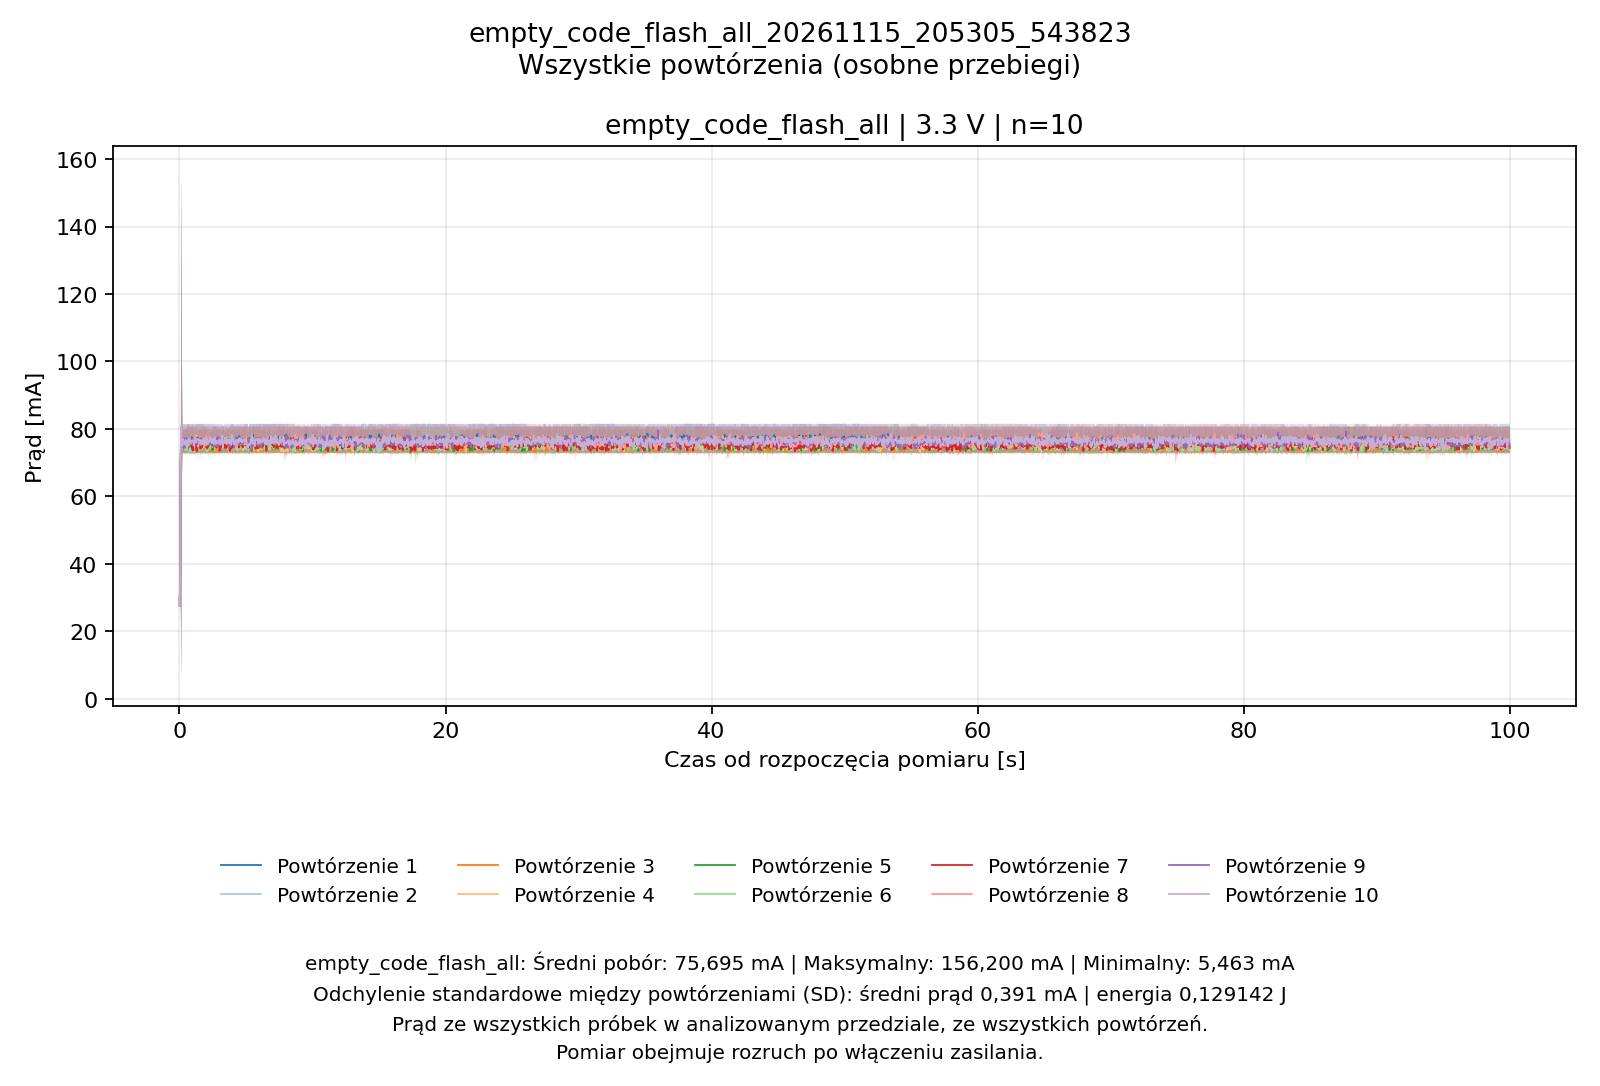 empty_code_flash_all_20261115_205305_543823
Wszystkie powtórzenia (osobne przebiegi)
empty_code_flash_all | 3.3 V | n=10
160
140
120
100
80
60
40
20
0
Prąd [mA]
0 20 40 60 80 100
Czas od rozpoczęcia pomiaru [s]
Powtórzenie 1 Powtórzenie 3 Powtórzenie 5 Powtórzenie 7 Powtórzenie 9
Powtórzenie 2 Powtórzenie 4 Powtórzenie 6 Powtórzenie 8 Powtórzenie 10
empty_code_flash_all: Średni pobór: 75,695 mA | Maksymalny: 156,200 mA | Minimalny: 5,463 mA
Odchylenie standardowe między powtórzeniami (SD): średni prąd 0,391 mA | energia 0,129142 J
Prąd ze wszystkich próbek w analizowanym przedziale, ze wszystkich powtórzeń.
Pomiar obejmuje rozruch po włączeniu zasilania.